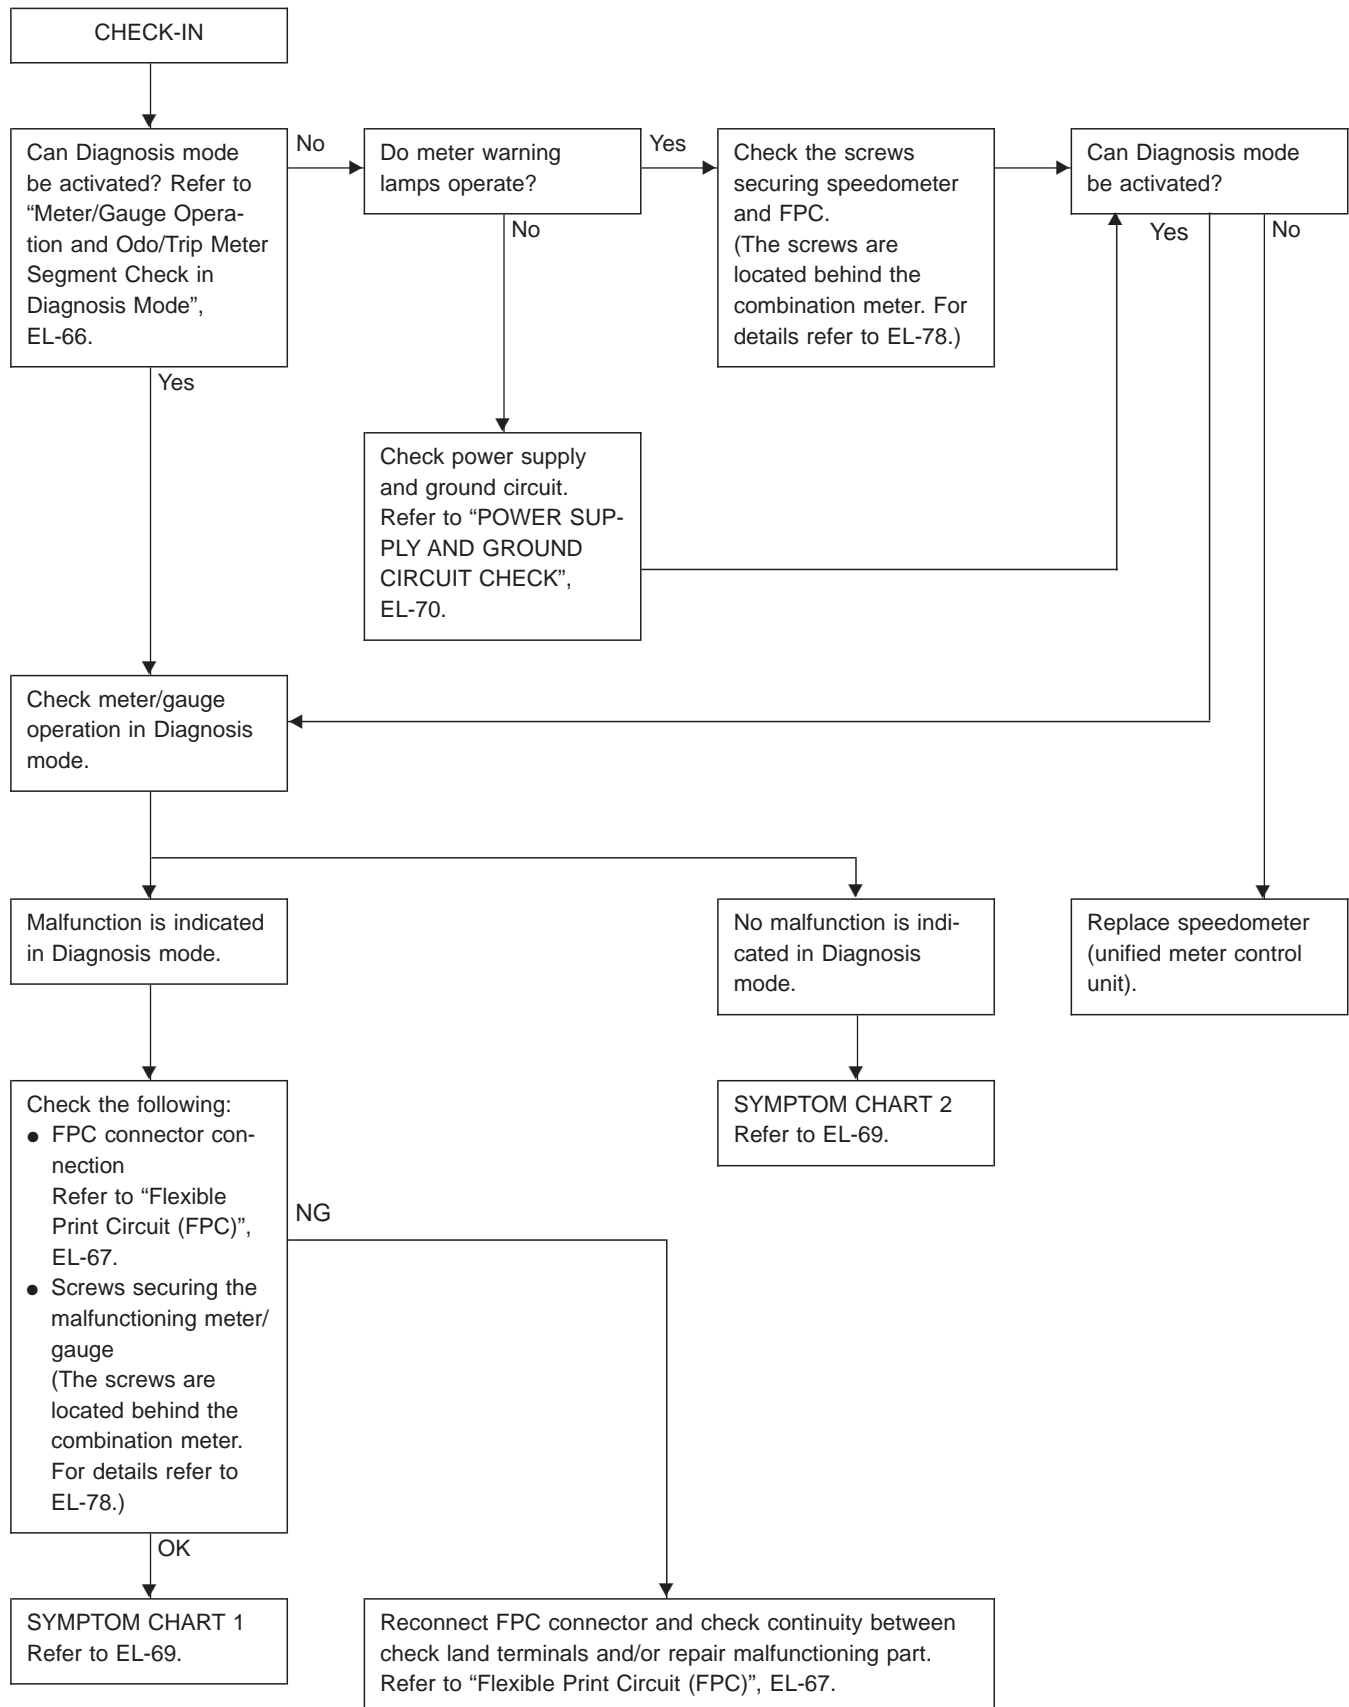 CHECK-IN
Can Diagnosis mode
be activated? Refer to
“Meter/Gauge Opera-
tion and Odo/Trip Meter
Segment Check in
Diagnosis Mode”,
EL-66.
No
Do meter warning
lamps operate?
Yes
Check the screws
securing speedometer
and FPC.
(The screws are
located behind the
combination meter. For
details refer to EL-78.)
Can Diagnosis mode
be activated?
Yes
No
No
Yes
Check power supply
and ground circuit.
Refer to “POWER SUP-
PLY AND GROUND
CIRCUIT CHECK”,
EL-70.
Check meter/gauge
operation in Diagnosis
mode.
Malfunction is indicated
in Diagnosis mode.
No malfunction is indi-
cated in Diagnosis
mode.
Replace speedometer
(unified meter control
unit).
Check the following:
● FPC connector con-
nection
Refer to “Flexible
Print Circuit (FPC)”,
EL-67.
● Screws securing the
malfunctioning meter/
gauge
(The screws are
located behind the
combination meter.
For details refer to
EL-78.)
NG
SYMPTOM CHART 2
Refer to EL-69.
OK
SYMPTOM CHART 1
Refer to EL-69.
Reconnect FPC connector and check continuity between
check land terminals and/or repair malfunctioning part.
Refer to “Flexible Print Circuit (FPC)”, EL-67.